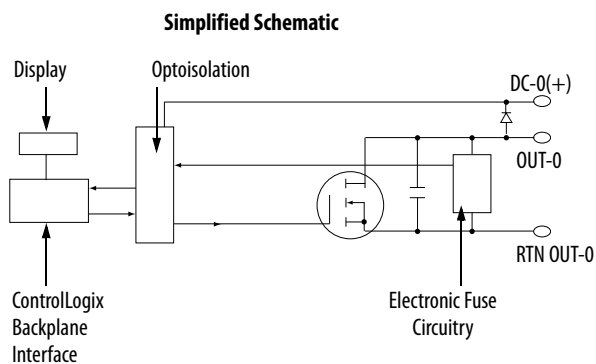 Simplified Schematic
Display
Optoisolation
DC-0(+)
OUT-0
RTN OUT-0
ControlLogix
Backplane
Interface
Electronic Fuse
Circuitry